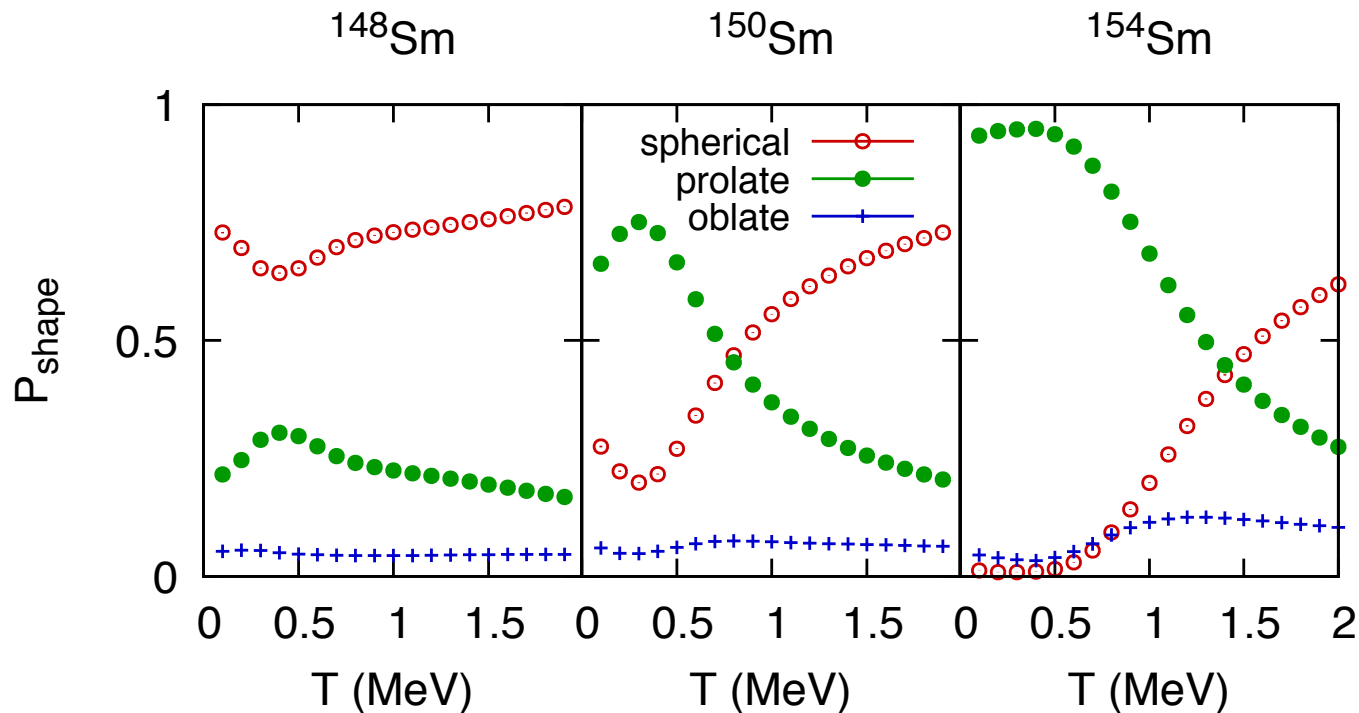 ¹⁴⁸Sm ¹⁵⁰Sm ¹⁵⁴Sm
1
spherical
prolate
oblate
P_shape
0.5
0
0 0.5 1 1.5 0 0.5 1 1.5 0 0.5 1 1.5 2
T (MeV) T (MeV) T (MeV)